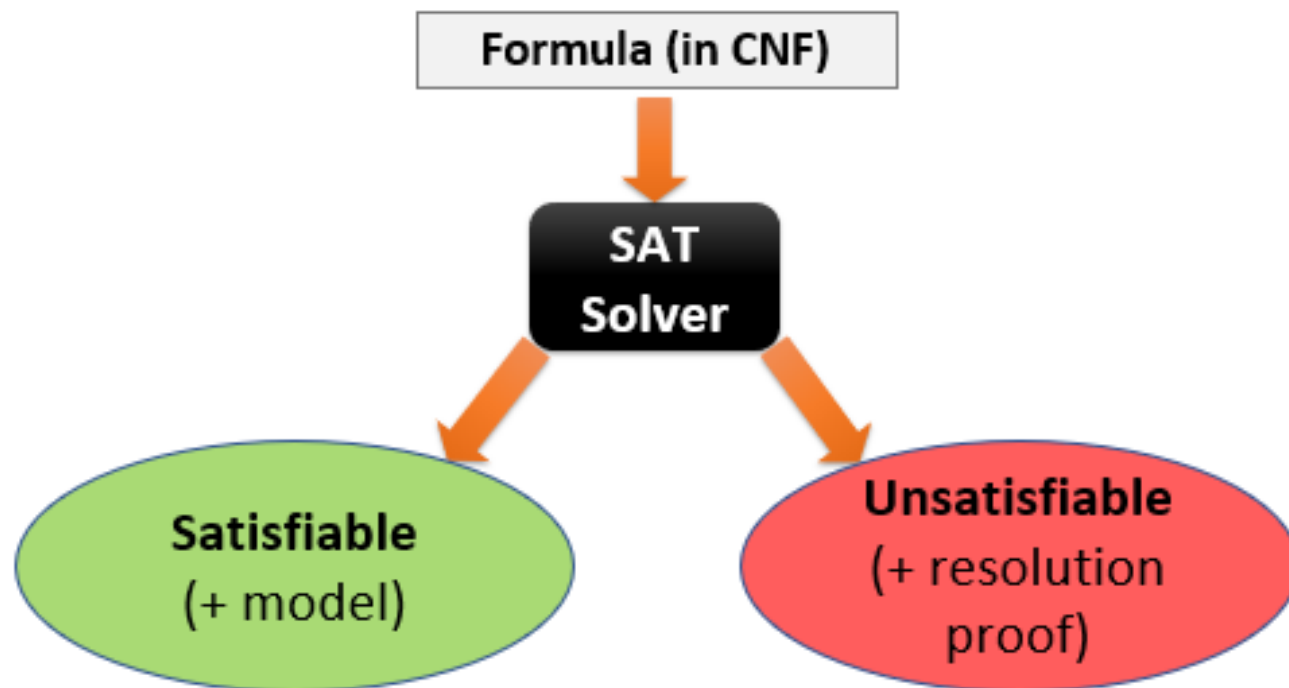 Formula (in CNF)
SAT
Solver
Satisfiable
(+ model)
Unsatisfiable
(+ resolution
proof)